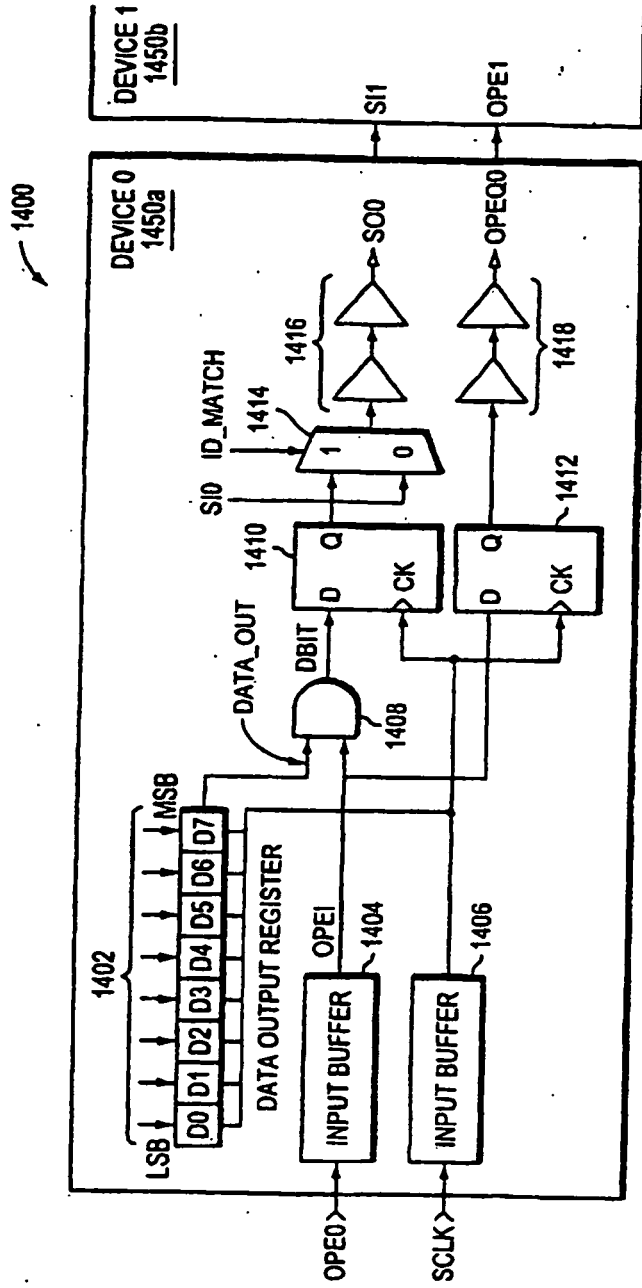 1400
DEVICE 0
1450a
DEVICE 1
1450b
1402
LSB
MSB
D0 D1 D2 D3 D4 D5 D6 D7
DATA OUTPUT REGISTER
DATA_OUT
SI0
ID_MATCH
1414
1416
1410
D Q
CK
1
0
SO0
SI1
DBIT
1408
OPE0
INPUT BUFFER
OPEI
1404
SCLK
INPUT BUFFER
1406
1412
D Q
CK
1418
OPEQ0
OPE1